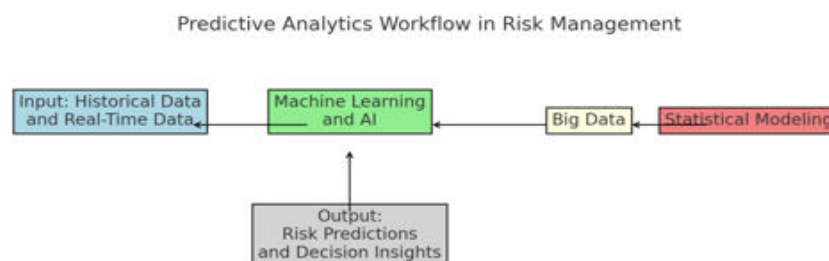 Predictive Analytics Workflow in Risk Management
Input: Historical Data
and Real-Time Data
Machine Learning
and AI
Big Data
Statistical Modeling
Output:
Risk Predictions
and Decision Insights